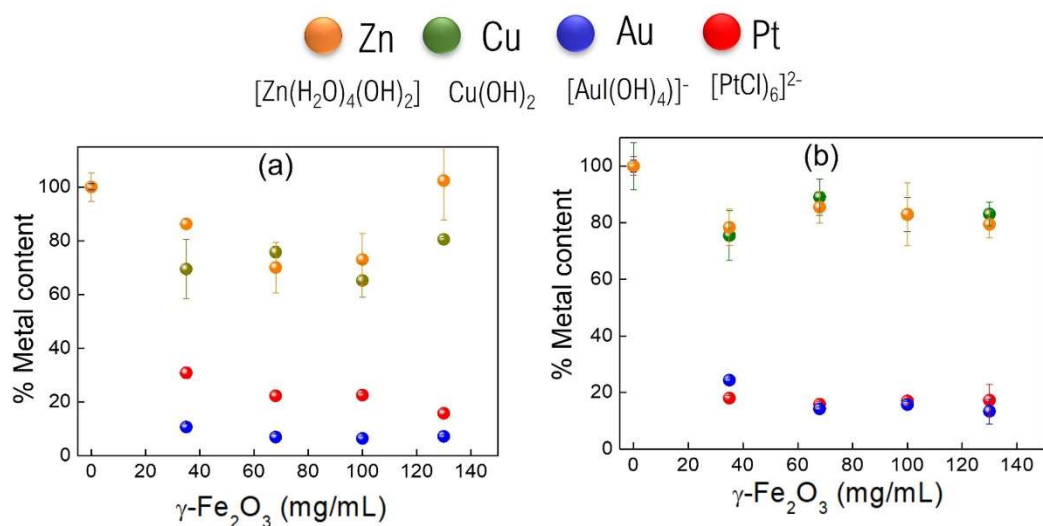 Zn Cu Au Pt
[Zn(H₂O)₄(OH)₂] Cu(OH)₂ [AuI(OH)₄)]⁻ [PtCl)₆]²⁻
(a)
% Metal content
100
80
60
40
20
0
0 20 40 60 80 100 120 140
γ-Fe₂O₃ (mg/mL)
(b)
% Metal content
100
80
60
40
20
0
0 20 40 60 80 100 120 140
γ-Fe₂O₃ (mg/mL)